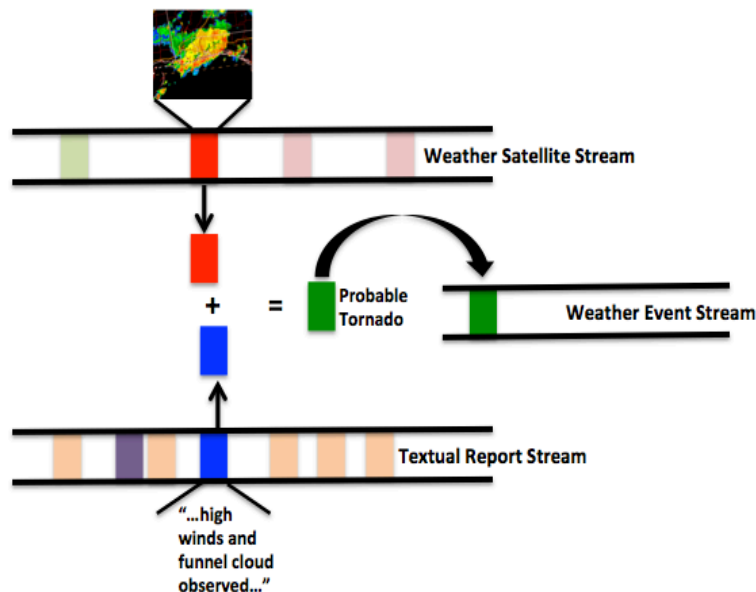 Weather Satellite Stream
+
=
Probable
Tornado
Weather Event Stream
Textual Report Stream
“...high
winds and
funnel cloud
observed...”